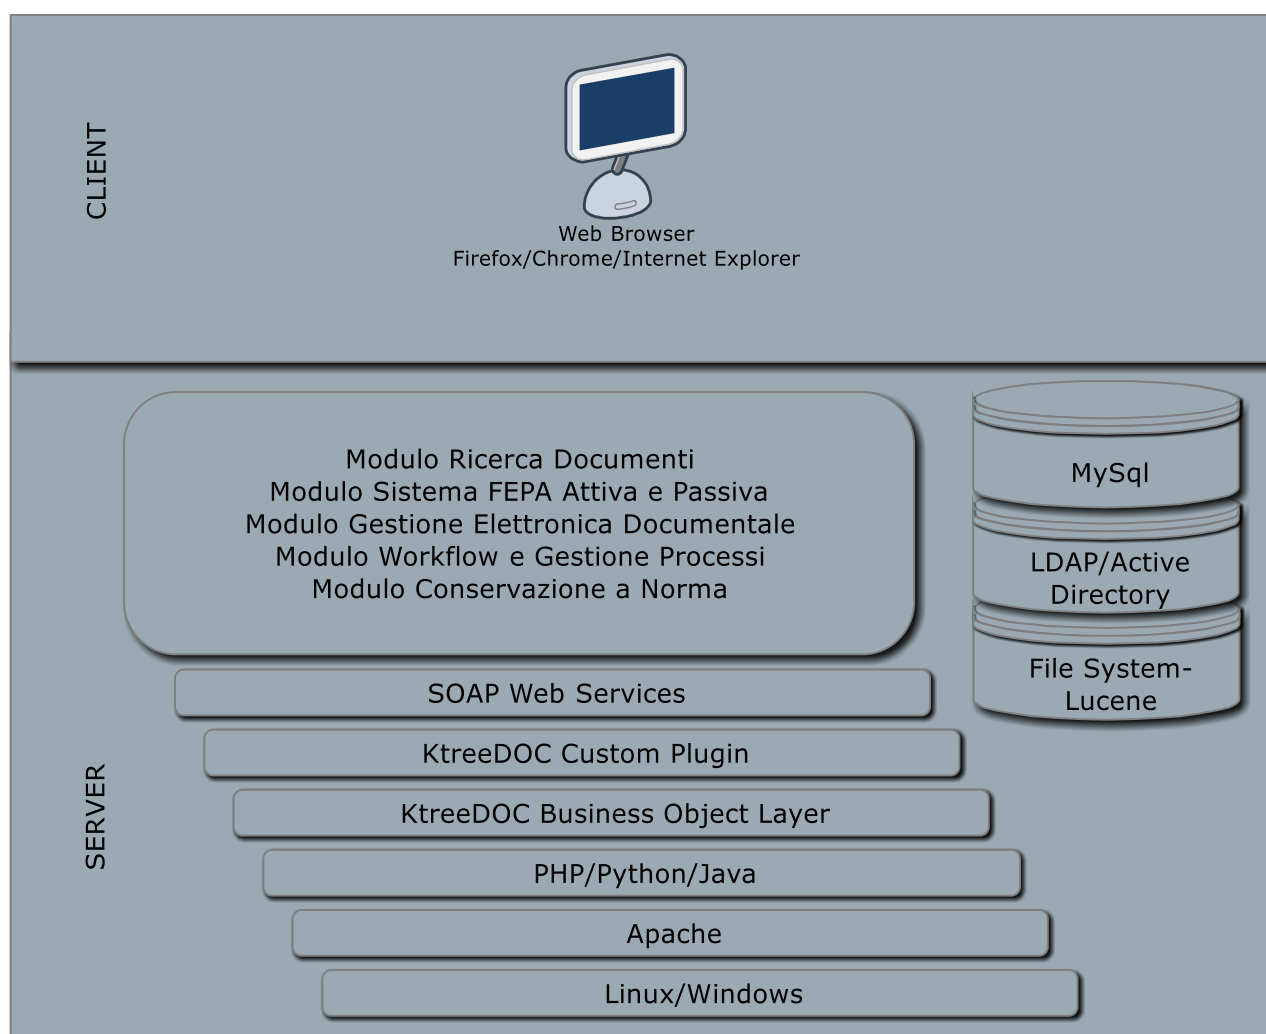 CLIENT
Web Browser
Firefox/Chrome/Internet Explorer
SERVER
Modulo Ricerca Documenti
Modulo Sistema FEPA Attiva e Passiva
Modulo Gestione Elettronica Documentale
Modulo Workflow e Gestione Processi
Modulo Conservazione a Norma
MySql
LDAP/Active
Directory
File System-
Lucene
SOAP Web Services
KtreeDOC Custom Plugin
KtreeDOC Business Object Layer
PHP/Python/Java
Apache
Linux/Windows